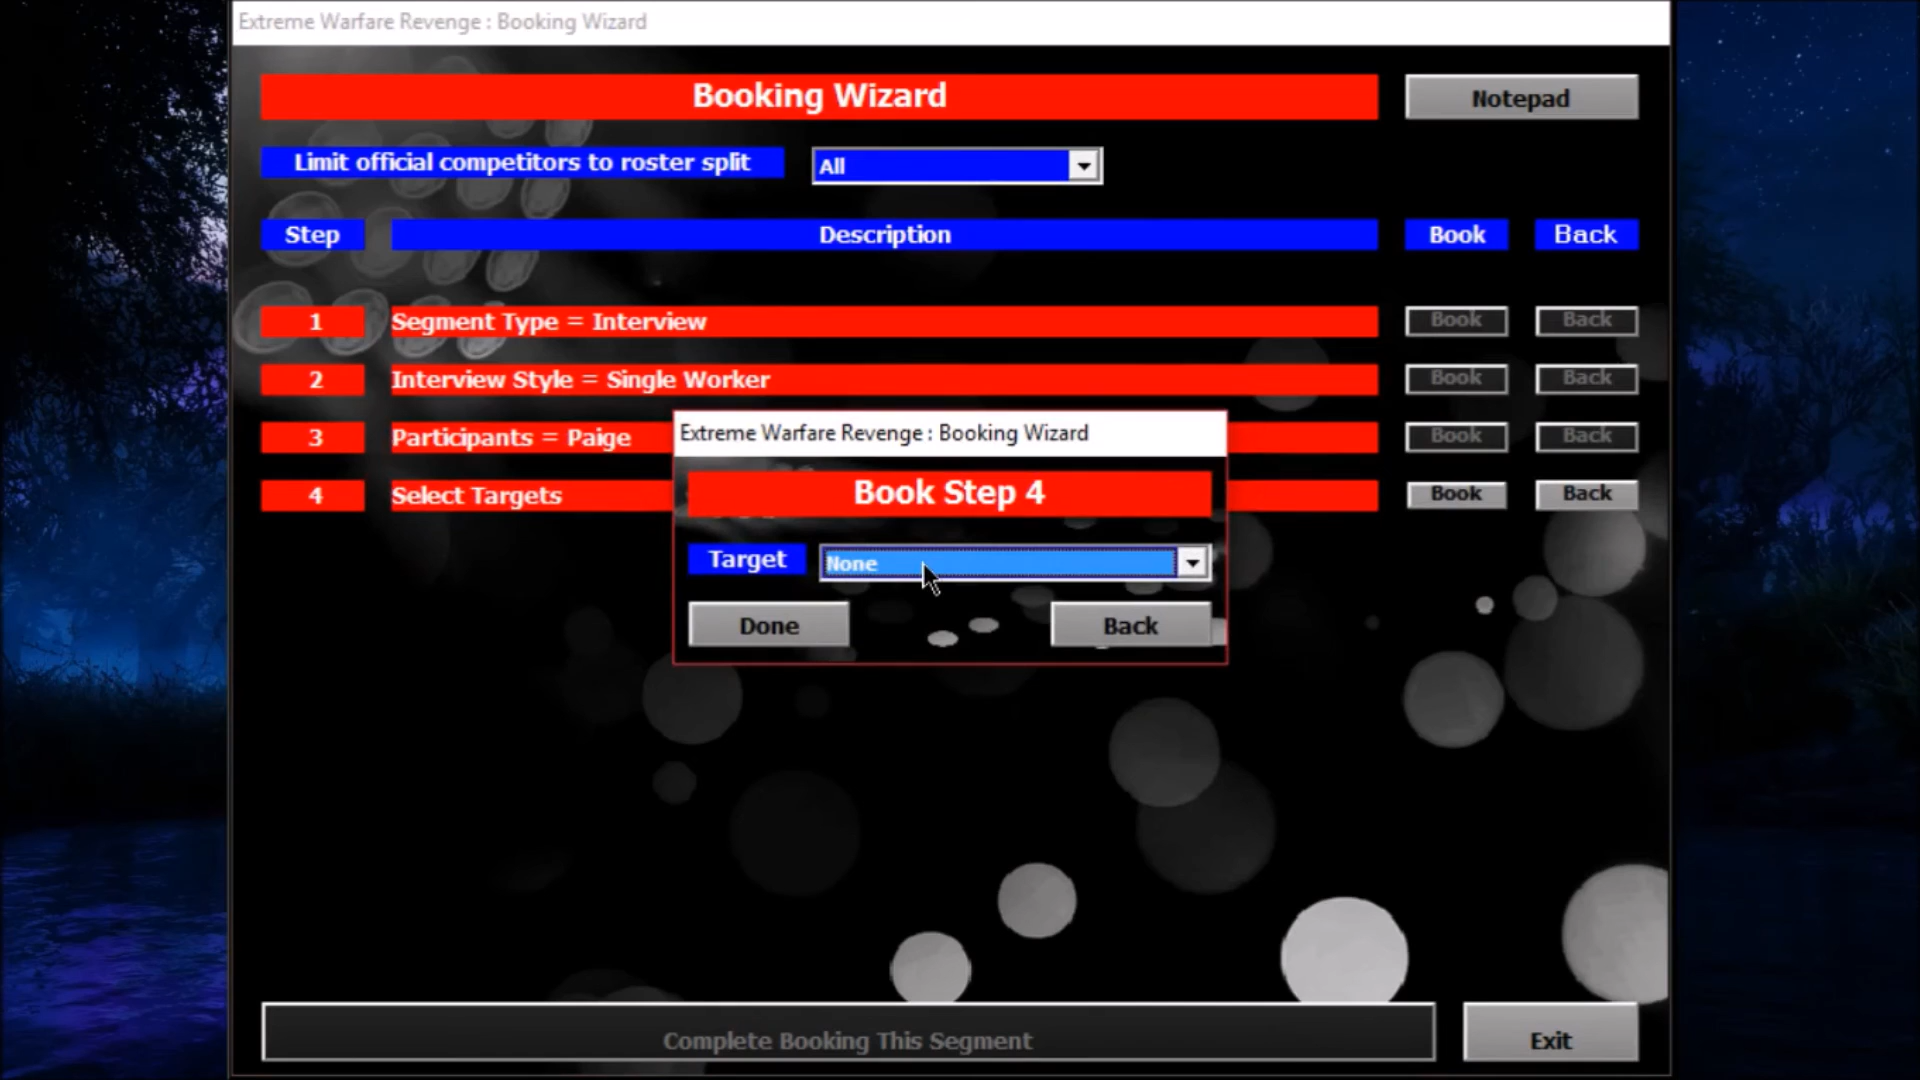 Extreme Warfare Revenge : Booking Wizard
Booking Wizard
Notepad
Limit official competitors to roster split
All
Step
Description
Book
Back
1
Segment Type = Interview
Book
Back
2
Interview Style = Single Worker
Book
Back
3
Participants = Paige
Book
Back
4
Select Targets
Book
Back
Extreme Warfare Revenge : Booking Wizard
Book Step 4
Target
None
Done
Back
Complete Booking This Segment
Exit